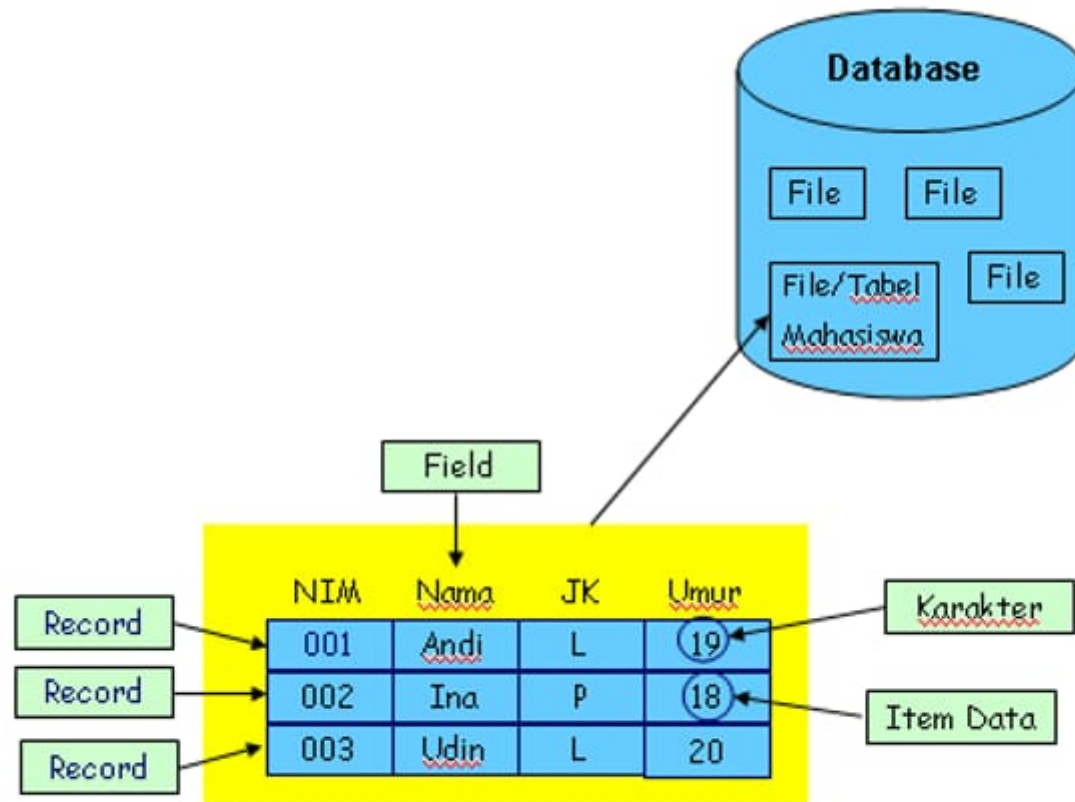 Database
File
File
File/Tabel
Mahasiswa
File
Field
NIM Nama JK Umur
Record
001 Andi L 19
Karakter
Record
002 Ina P 18
Item Data
Record
003 Udin L 20